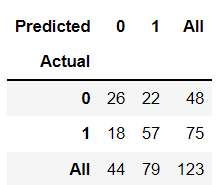 Predicted 0 1 All
Actual
0 26 22 48
1 18 57 75
All 44 79 123